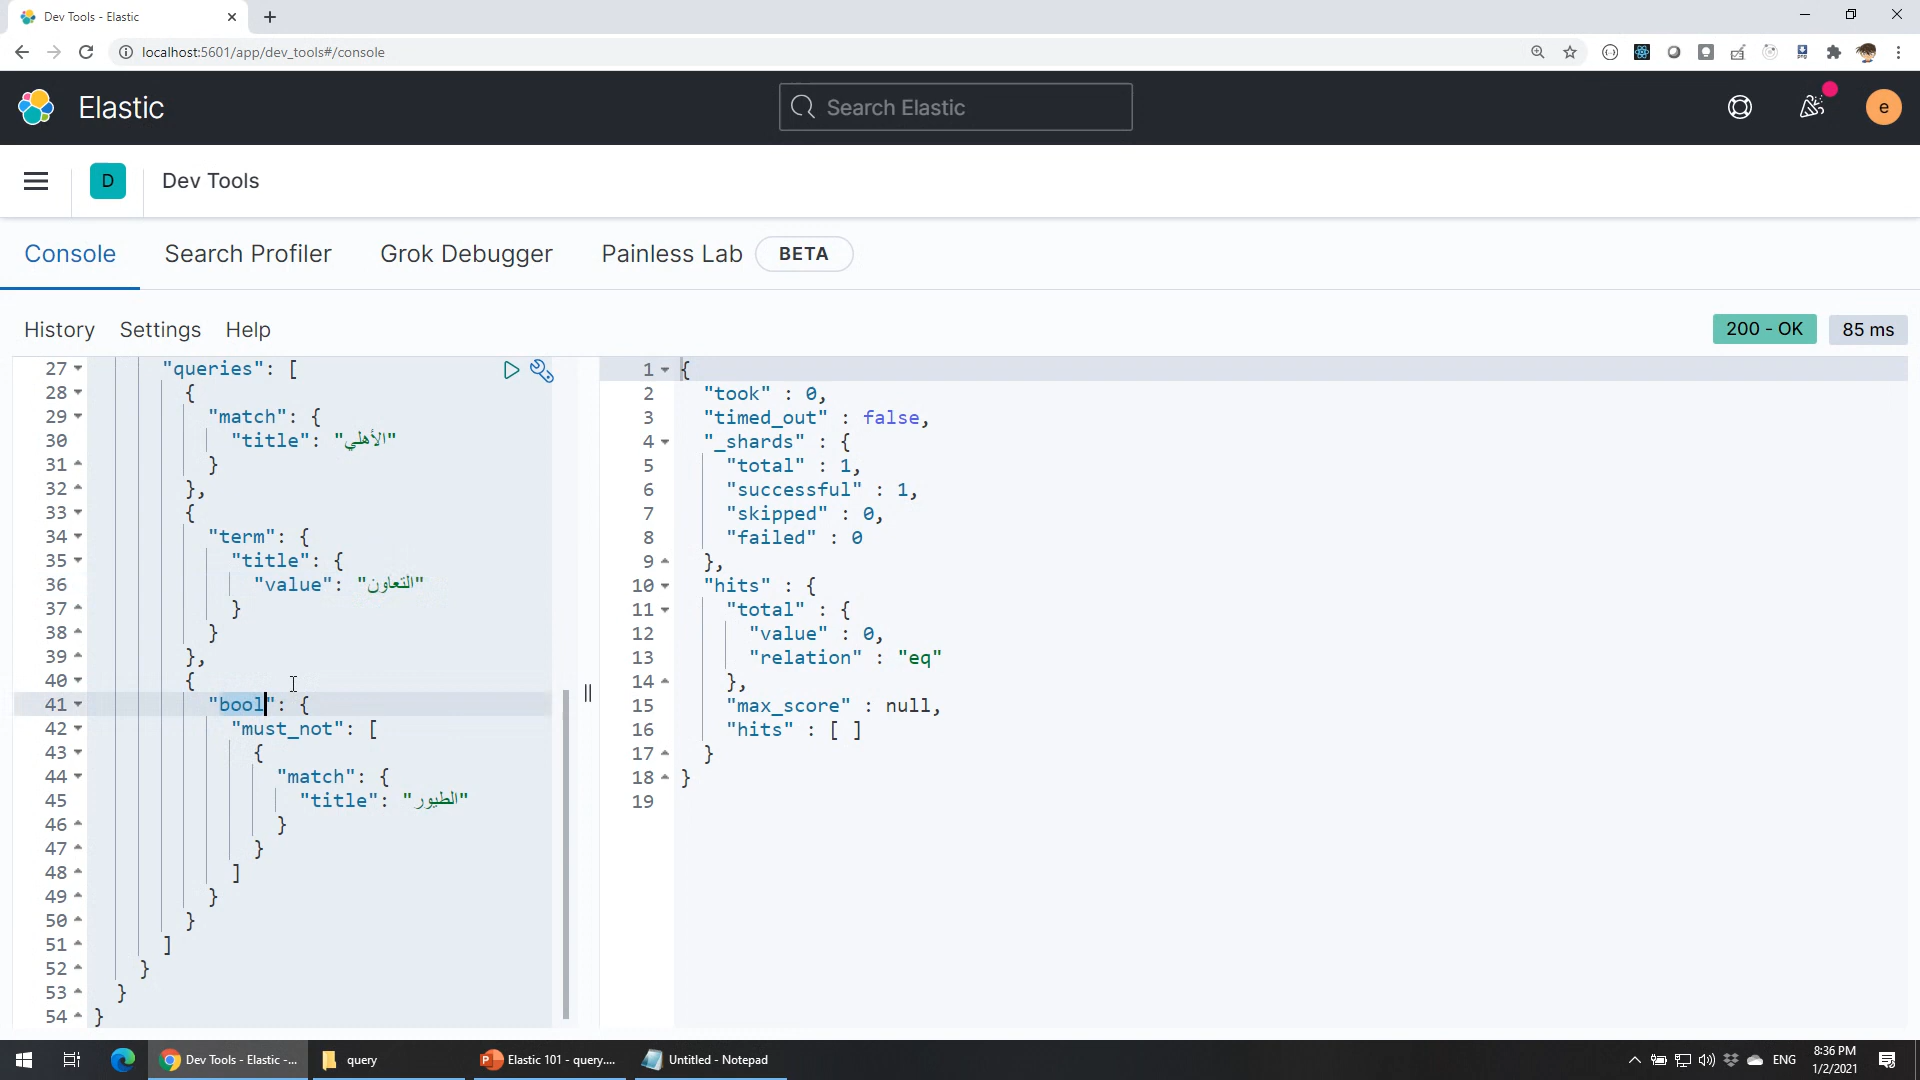 Dev Tools - Elastic
localhost:5601/app/dev_tools#/console
Elastic
Search Elastic
e
D
Dev Tools
Console
Search Profiler
Grok Debugger
Painless Lab
BETA
History
Settings
Help
200 - OK
85 ms
27 "queries": [
28 {
29 "match": {
30 "title": "الأهلي"
31 }
32 },
33 {
34 "term": {
35 "title": {
36 "value": "التعاون"
37 }
38 }
39 },
40 {
41 "bool": {
42 "must_not": [
43 {
44 "match": {
45 "title": "الطيور"
46 }
47 }
48 ]
49 }
50 }
51 ]
52 }
53 }
54 }
1 {
2 "took" : 0,
3 "timed_out" : false,
4 "_shards" : {
5 "total" : 1,
6 "successful" : 1,
7 "skipped" : 0,
8 "failed" : 0
9 },
10 "hits" : {
11 "total" : {
12 "value" : 0,
13 "relation" : "eq"
14 },
15 "max_score" : null,
16 "hits" : [ ]
17 }
18 }
19
Dev Tools - Elastic -...
query
Elastic 101 - query....
Untitled - Notepad
ENG
8:36 PM
1/2/2021